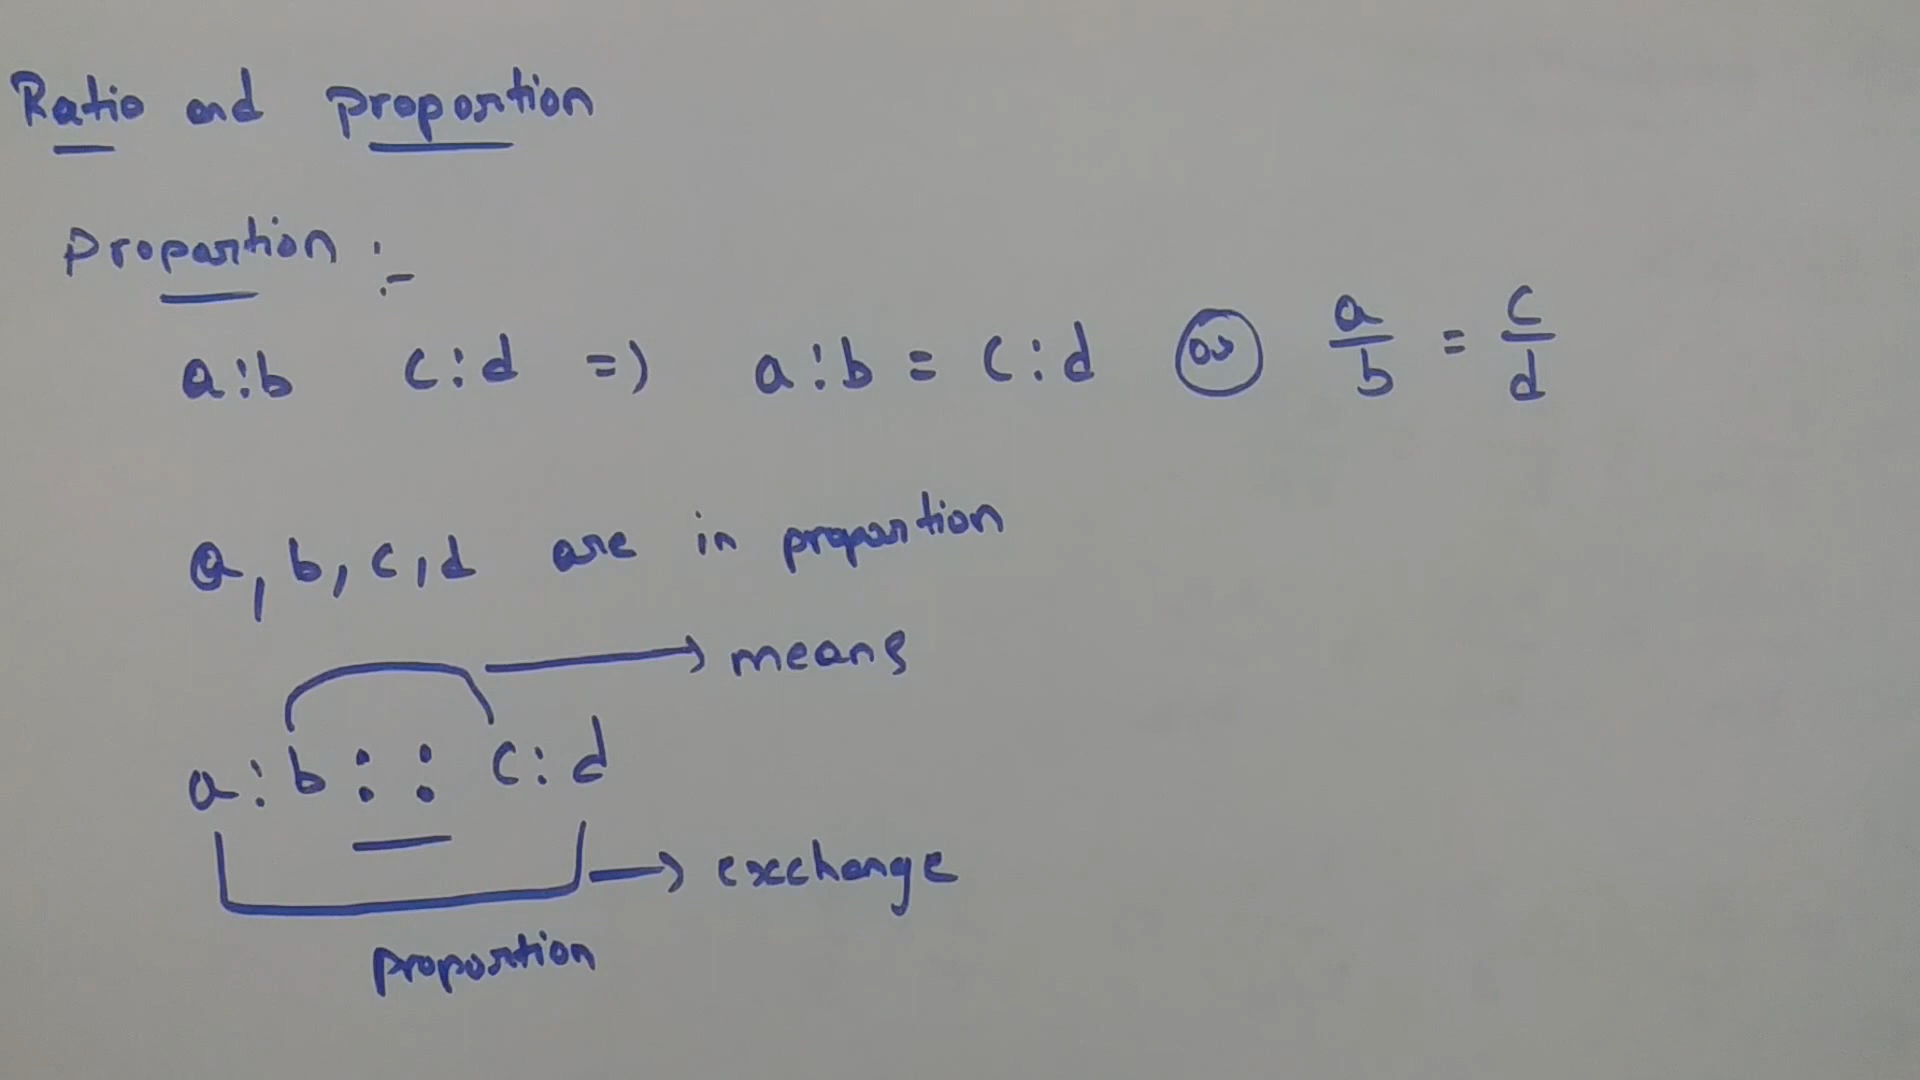 Ratio and proportion
Proportion :-
a:b c:d => a:b = c:d or a/b = c/d
a, b, c, d are in proportion
means
a:b :: c:d
exchange
proportion